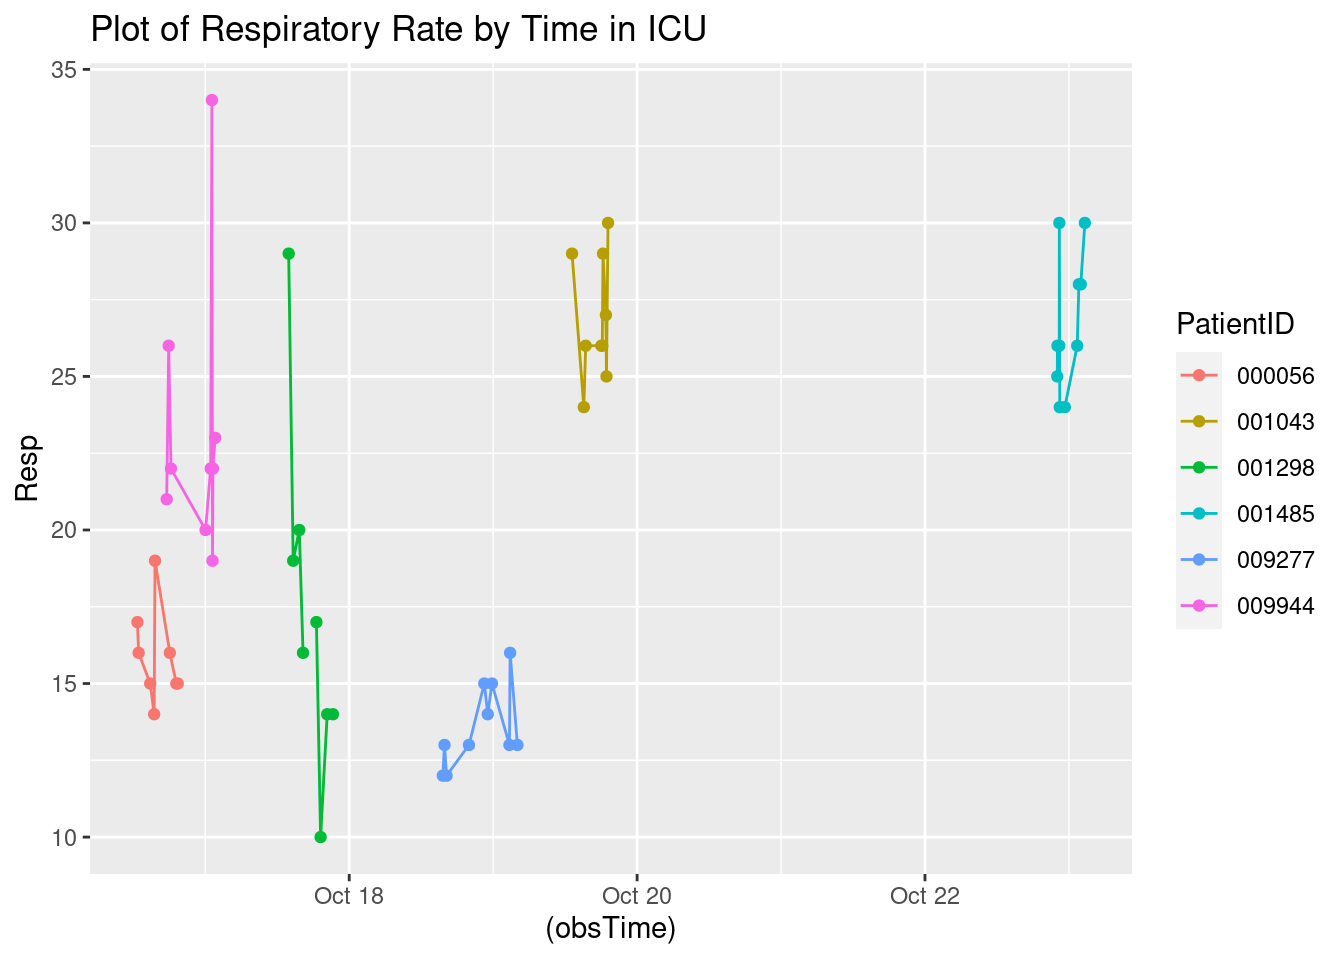 Plot of Respiratory Rate by Time in ICU
35
30
25
20
15
10
Resp
Oct 18
Oct 20
Oct 22
(obsTime)
PatientID
000056
001043
001298
001485
009277
009944